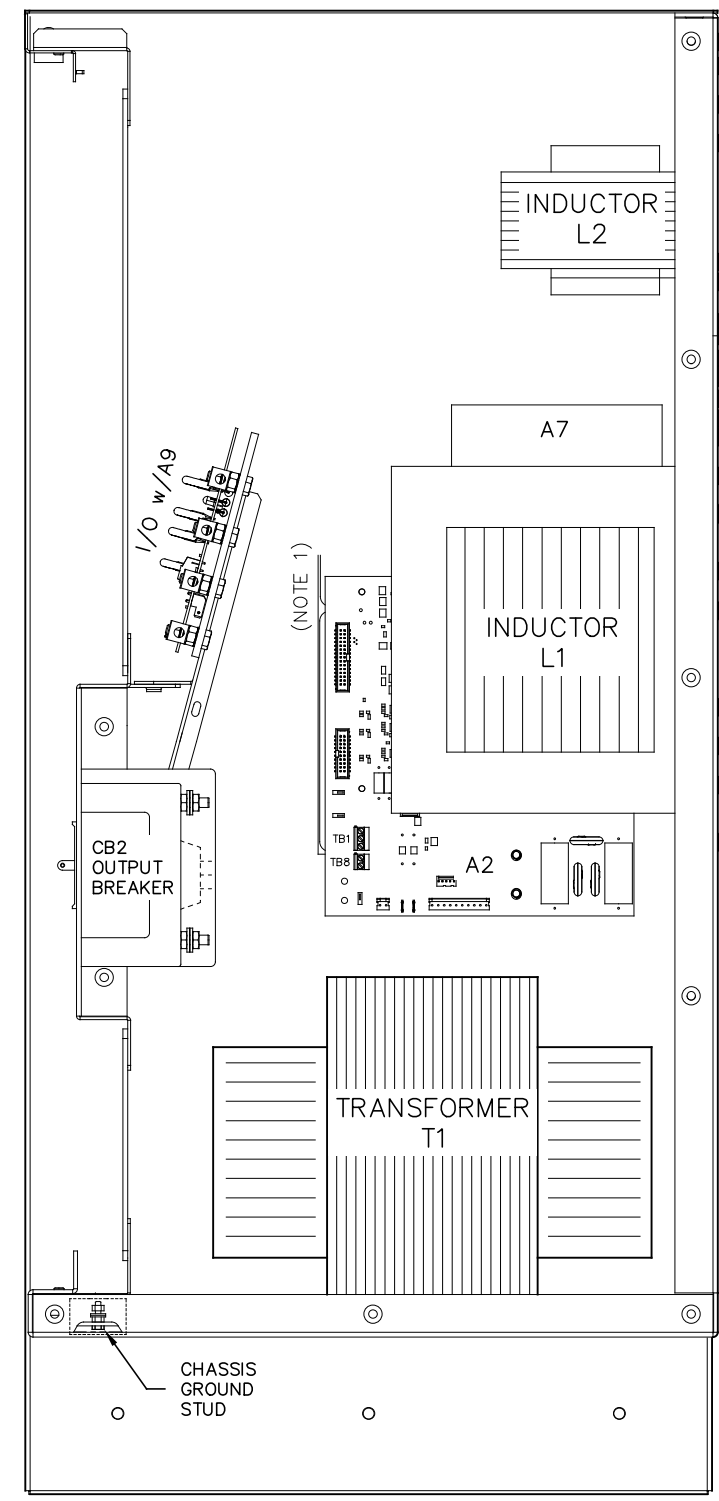 INDUCTOR
L2
A7
I/O w/A9
(NOTE 1)
INDUCTOR
L1
CB2
OUTPUT
BREAKER
TB1
TB8
A2
TRANSFORMER
T1
CHASSIS
GROUND
STUD